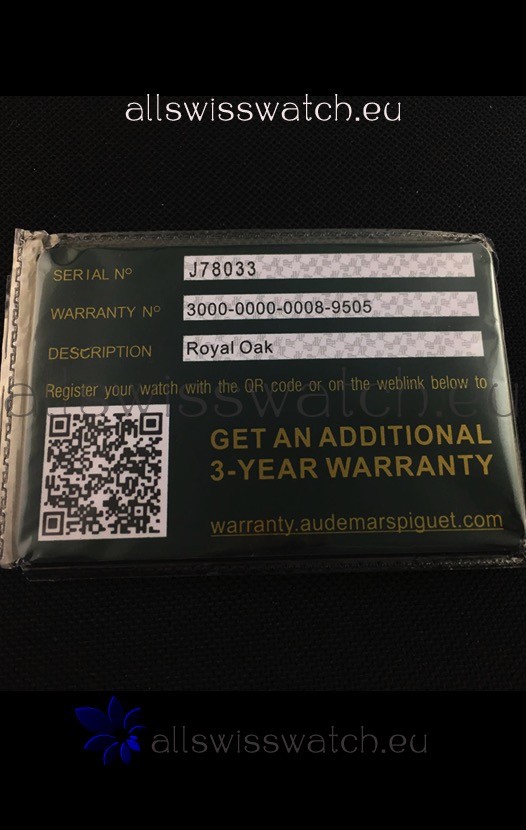 allswisswatch.eu
SERIAL Nº J78033
WARRANTY Nº 3000-0000-0008-9505
DESCRIPTION Royal Oak
Register your watch with the QR code or on the weblink below to
allswisswatch.eu
GET AN ADDITIONAL
3-YEAR WARRANTY
warranty.audemarspiguet.com
allswisswatch.eu